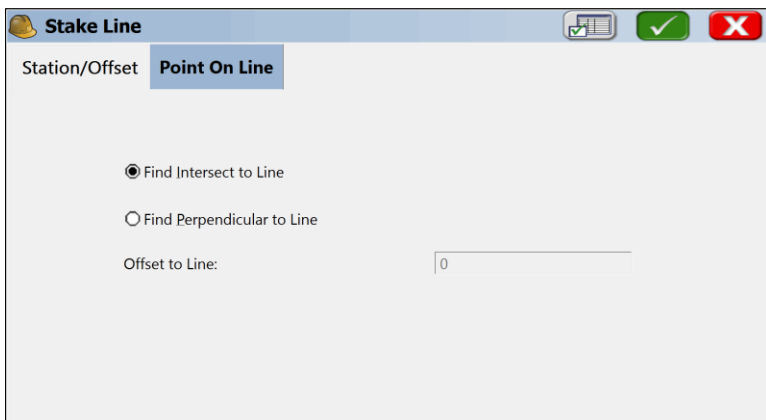 Stake Line
Station/Offset Point On Line
Find Intersect to Line
Find Perpendicular to Line
Offset to Line: 0